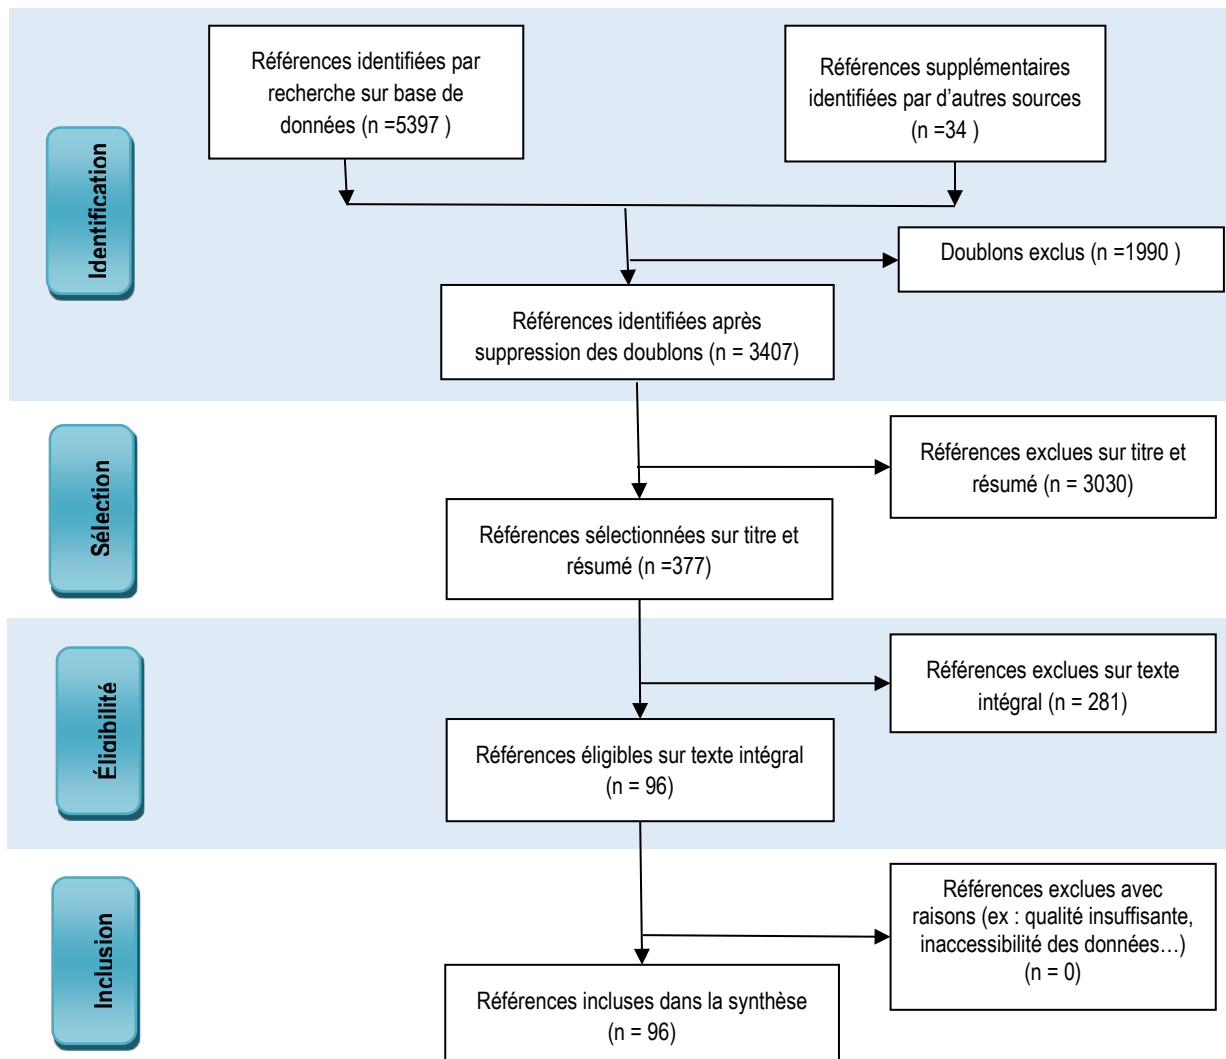 Identification
Références identifiées par
recherche sur base de
données (n =5397 )
Références supplémentaires
identifiées par d’autres sources
(n =34 )
Doublons exclus (n =1990 )
Références identifiées après
suppression des doublons (n = 3407)
Sélection
Références exclues sur titre et
résumé (n = 3030)
Références sélectionnées sur titre et
résumé (n =377)
Éligibilité
Références exclues sur texte
intégral (n = 281)
Références éligibles sur texte intégral
(n = 96)
Inclusion
Références exclues avec
raisons (ex : qualité insuffisante,
inaccessibilité des données…)
(n = 0)
Références incluses dans la synthèse
(n = 96)